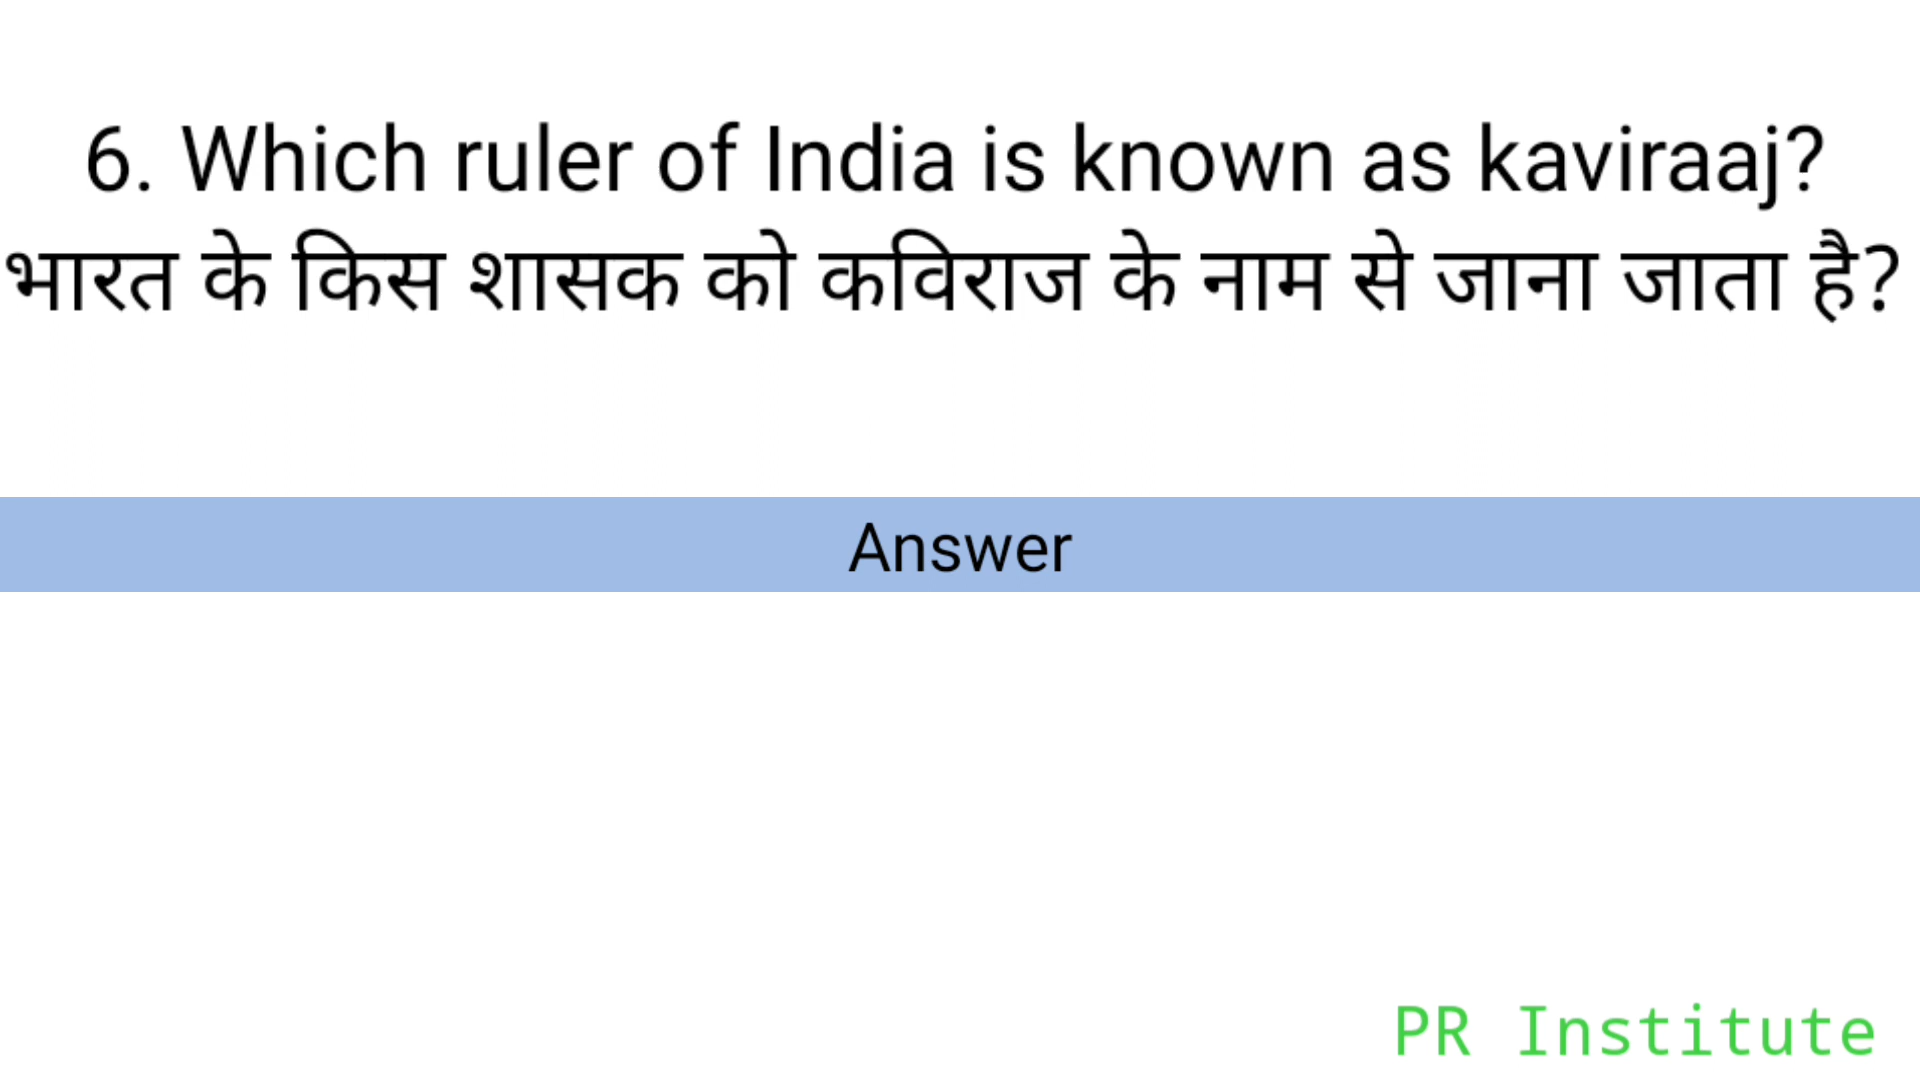 6. Which ruler of India is known as kaviraaj?
भारत के किस शासक को कविराज के नाम से जाना जाता है?
Answer
PR Institute